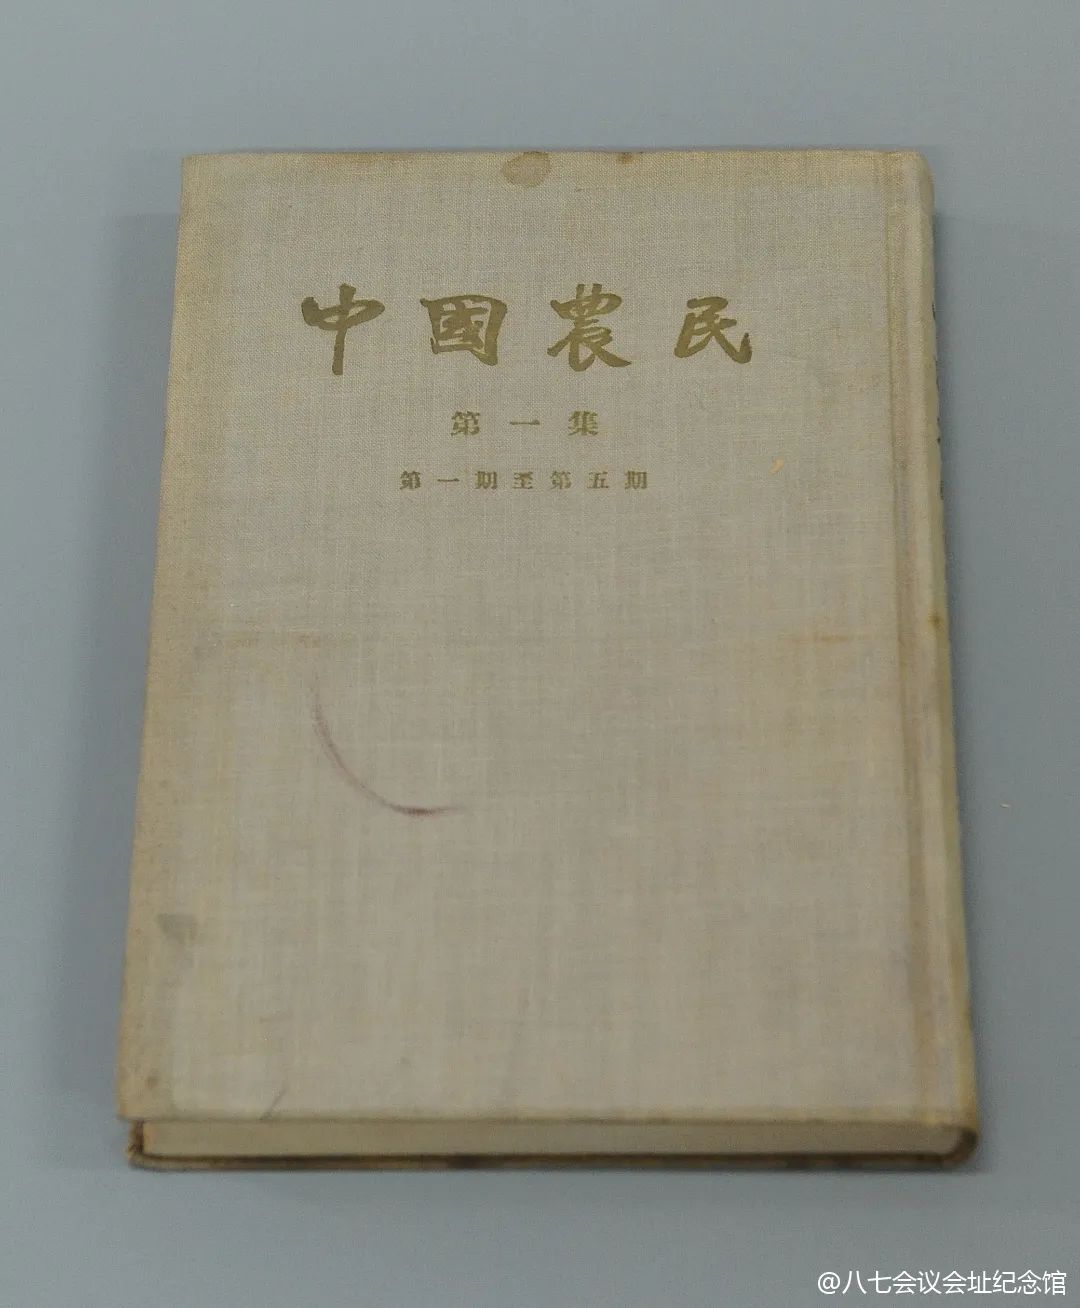 中國農民
第一集
第一期至第五期
@八七会议会址纪念馆